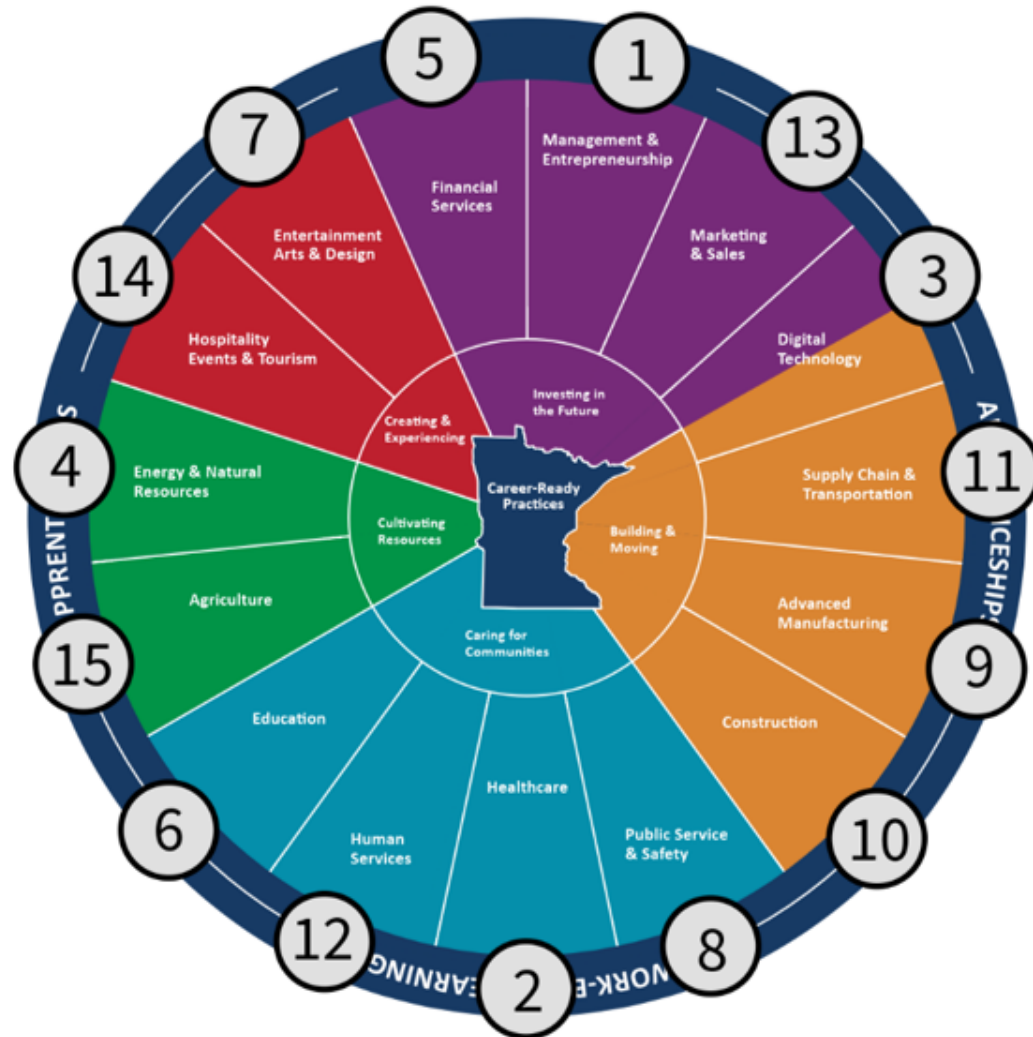 5
1
7
13
Management &
Entrepreneurship
Financial
Services
Entertainment
Arts & Design
Marketing
& Sales
14
3
Hospitality
Events & Tourism
Digital
Technology
Investing in
the Future
Creating &
Experiencing
4
11
Energy & Natural
Resources
Supply Chain &
Transportation
Career-Ready
Practices
Cultivating
Resources
Building &
Moving
Agriculture
Advanced
Manufacturing
Caring for
Communities
15
9
Education
Construction
Healthcare
Human
Services
Public Service
& Safety
6
10
12
8
2